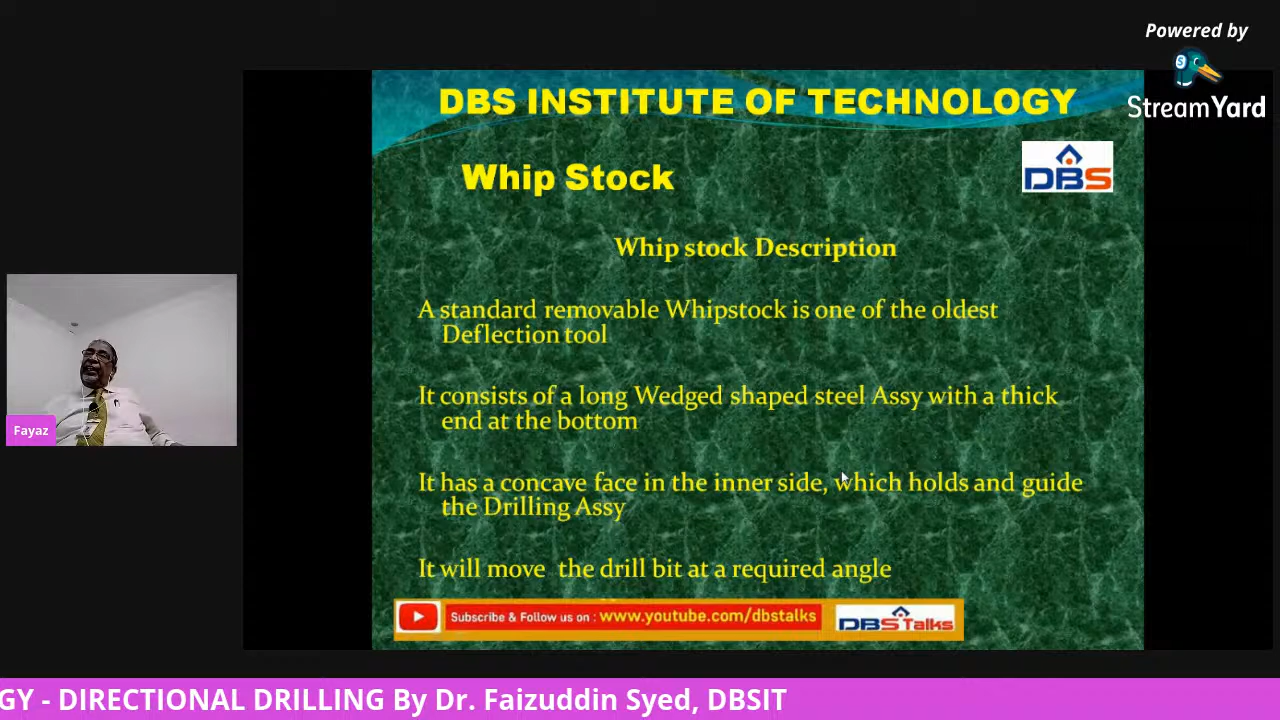 Powered by
StreamYard
DBS INSTITUTE OF TECHNOLOGY
DBS
Whip Stock
Whip stock Description
A standard removable Whipstock is one of the oldest
Deflection tool
It consists of a long Wedged shaped steel Assy with a thick
end at the bottom
It has a concave face in the inner side, which holds and guide
the Drilling Assy
It will move the drill bit at a required angle
Fayaz
Subscribe & Follow us on : www.youtube.com/dbstalks
DBS Talks
GY - DIRECTIONAL DRILLING By Dr. Faizuddin Syed, DBSIT